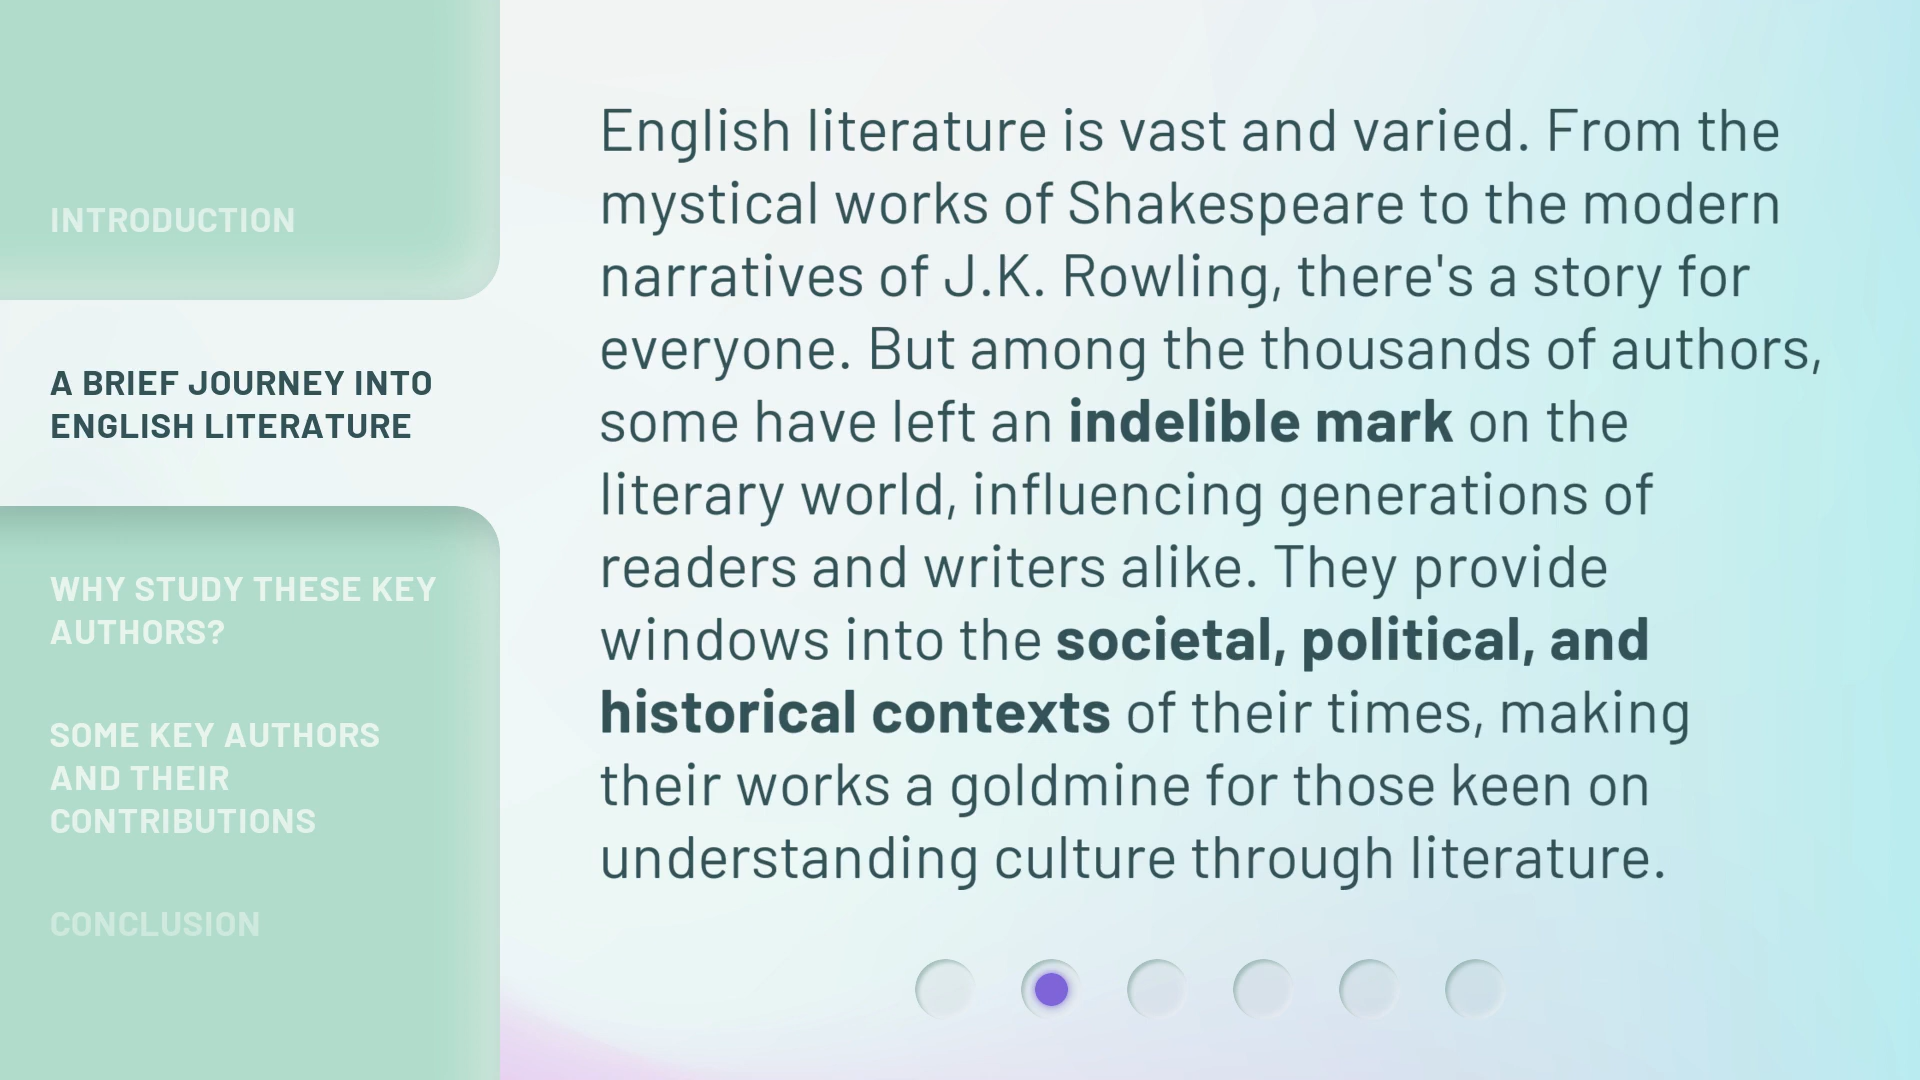 INTRODUCTION
A BRIEF JOURNEY INTO
ENGLISH LITERATURE
WHY STUDY THESE KEY
AUTHORS?
SOME KEY AUTHORS
AND THEIR
CONTRIBUTIONS
CONCLUSION
English literature is vast and varied. From the
mystical works of Shakespeare to the modern
narratives of J.K. Rowling, there's a story for
everyone. But among the thousands of authors,
some have left an indelible mark on the
literary world, influencing generations of
readers and writers alike. They provide
windows into the societal, political, and
historical contexts of their times, making
their works a goldmine for those keen on
understanding culture through literature.